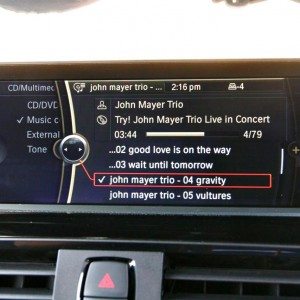 CD/Multimec
john mayer trio - ...
2:16 pm
-4
CD/DVD
John Mayer Trio
✓ Music c
Try! John Mayer Trio Live in Concert
External
03:44
4/79
Tone
...02 good love is on the way
...03 wait until tomorrow
✓ john mayer trio - 04 gravity
john mayer trio - 05 vultures